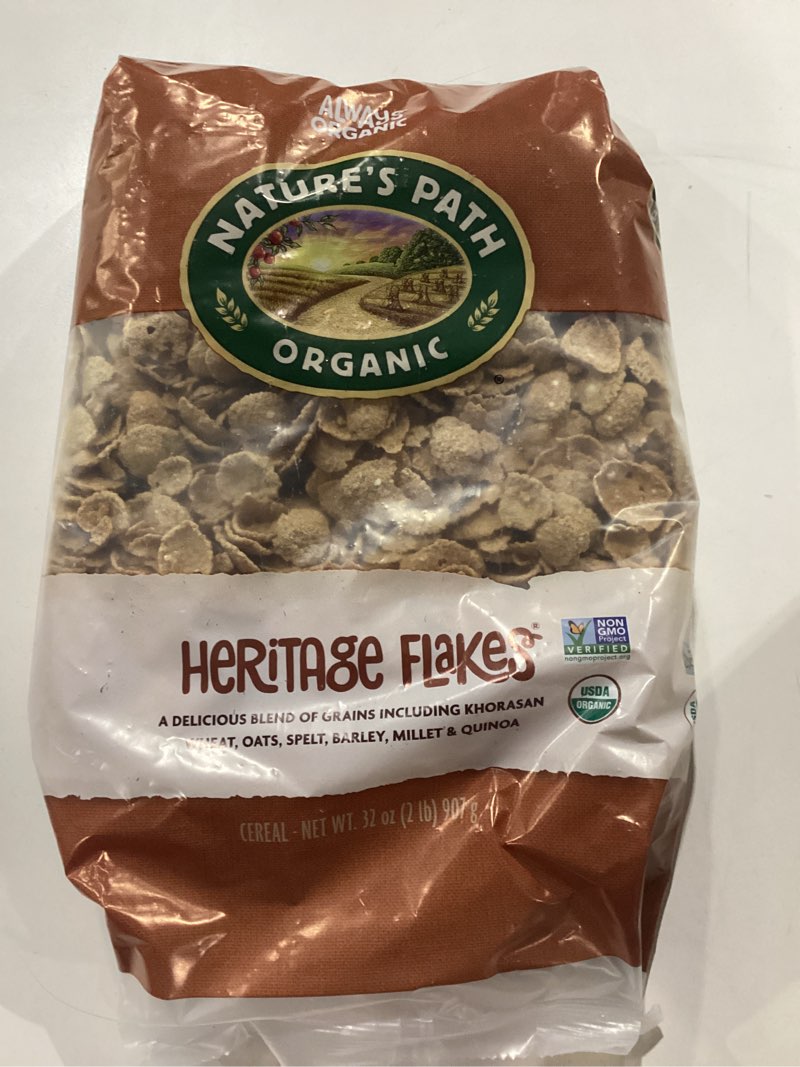 ALWAYS
ORGANIC
NATURE'S PATH
ORGANIC
®
HERITAGE FLAKES®
NON
GMO
Project
VERIFIED
nongmoproject.org
A DELICIOUS BLEND OF GRAINS INCLUDING KHORASAN
WHEAT, OATS, SPELT, BARLEY, MILLET & QUINOA
USDA
ORGANIC
CEREAL - NET WT. 32 oz (2 lb) 907 g